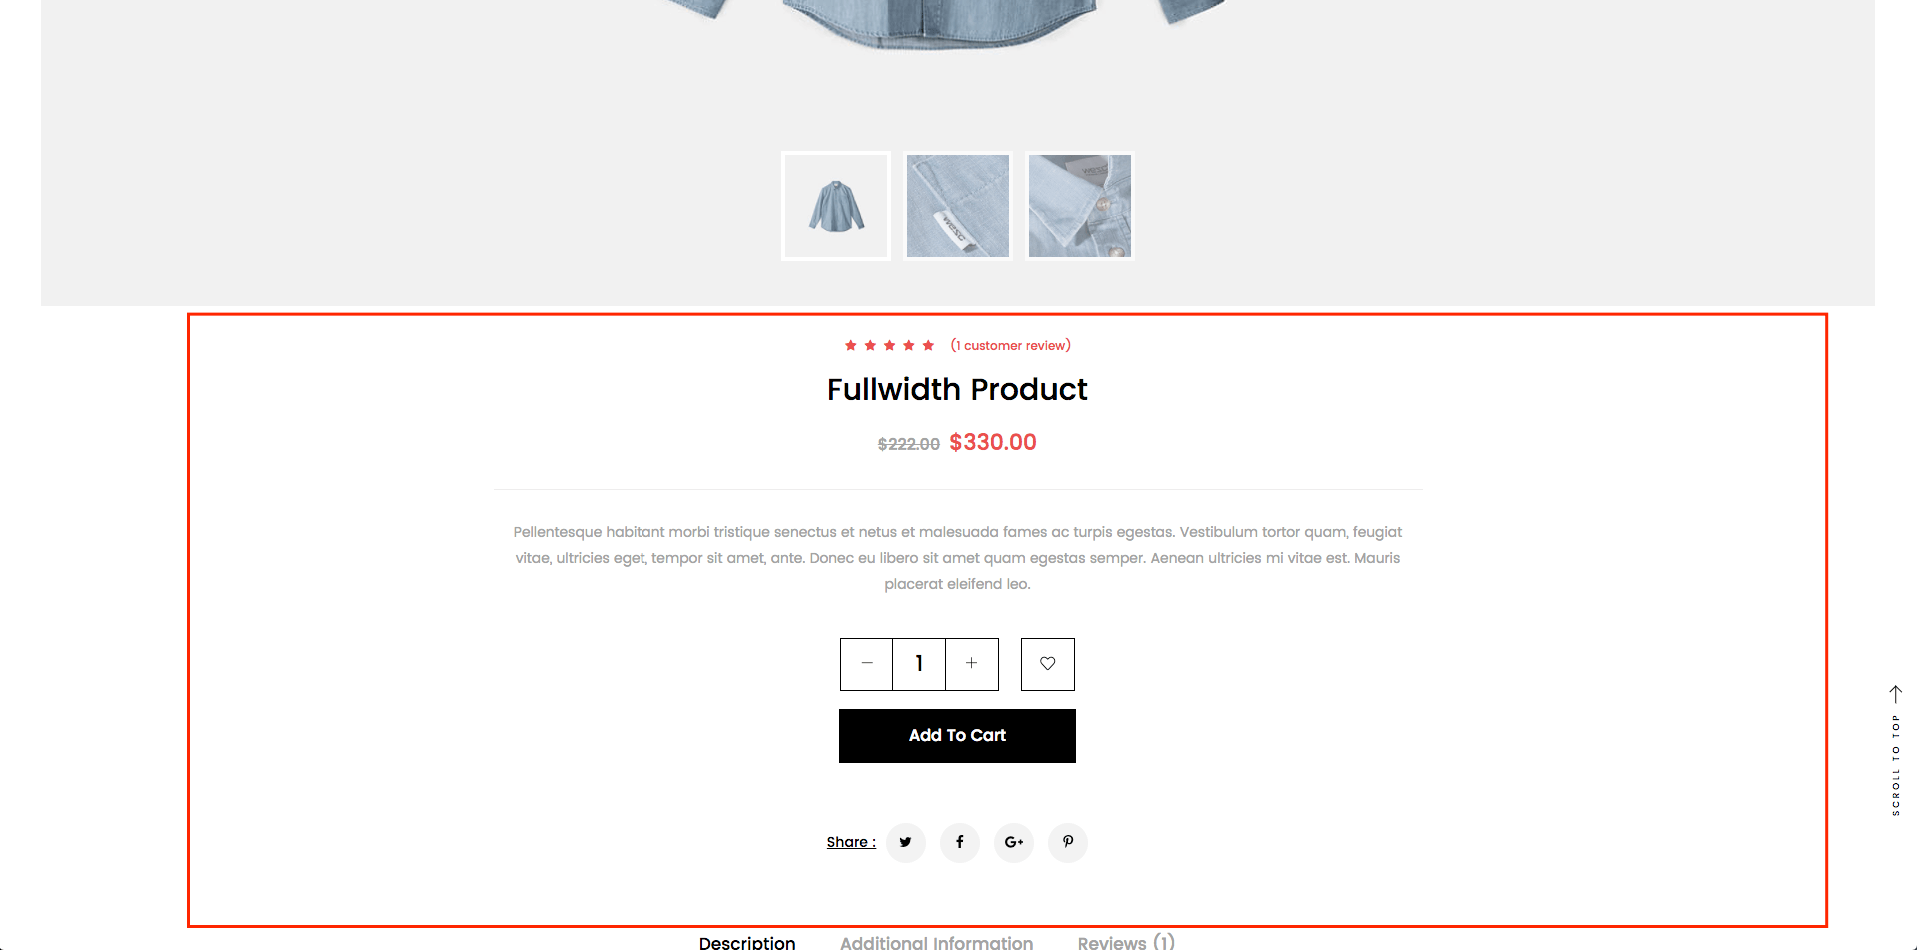 wesc
wesc
(1 customer review)
Fullwidth Product
$222.00 $330.00
Pellentesque habitant morbi tristique senectus et netus et malesuada fames ac turpis egestas. Vestibulum tortor quam, feugiat
vitae, ultricies eget, tempor sit amet, ante. Donec eu libero sit amet quam egestas semper. Aenean ultricies mi vitae est. Mauris
placerat eleifend leo.
− 1 +
Add To Cart
Share :
SCROLL TO TOP
Description Additional Information Reviews (1)